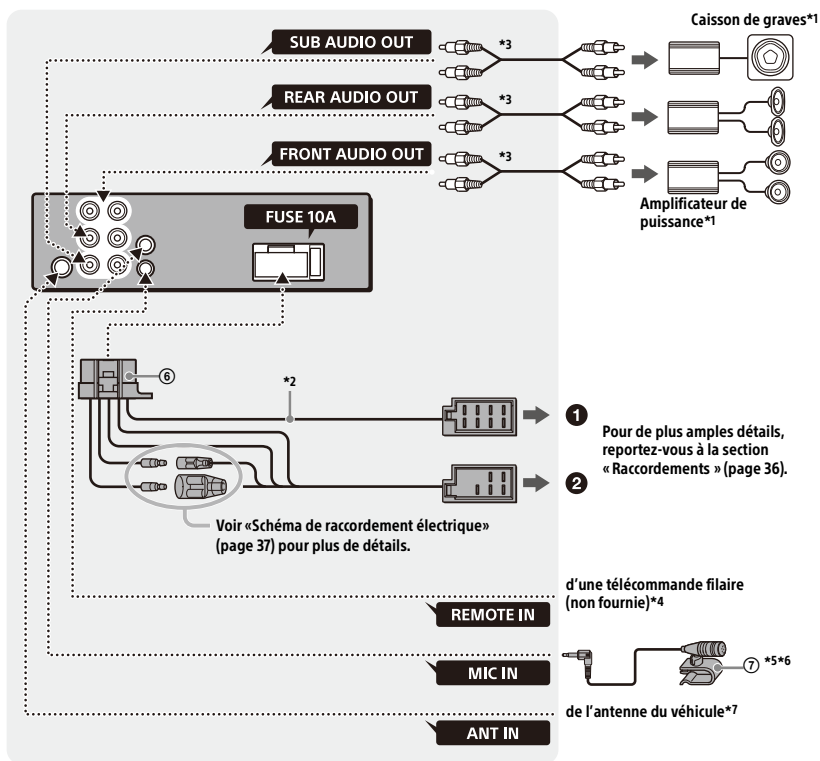 Caisson de graves*1
SUB AUDIO OUT
*3
REAR AUDIO OUT
*3
FRONT AUDIO OUT
*3
Amplificateur de
puissance*1
FUSE 10A
⑥
*2
❶
Pour de plus amples détails,
reportez-vous à la section
« Raccordements » (page 36).
❷
Voir «Schéma de raccordement électrique»
(page 37) pour plus de détails.
d'une télécommande filaire
(non fournie)*4
REMOTE IN
MIC IN
⑦ *5*6
de l'antenne du véhicule*7
ANT IN